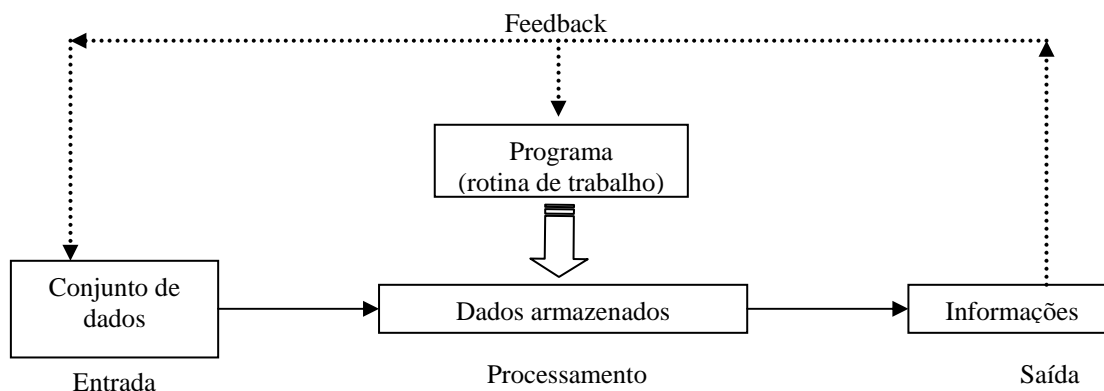 Feedback
Programa
(rotina de trabalho)
Conjunto de
dados
Dados armazenados
Informações
Entrada
Processamento
Saída